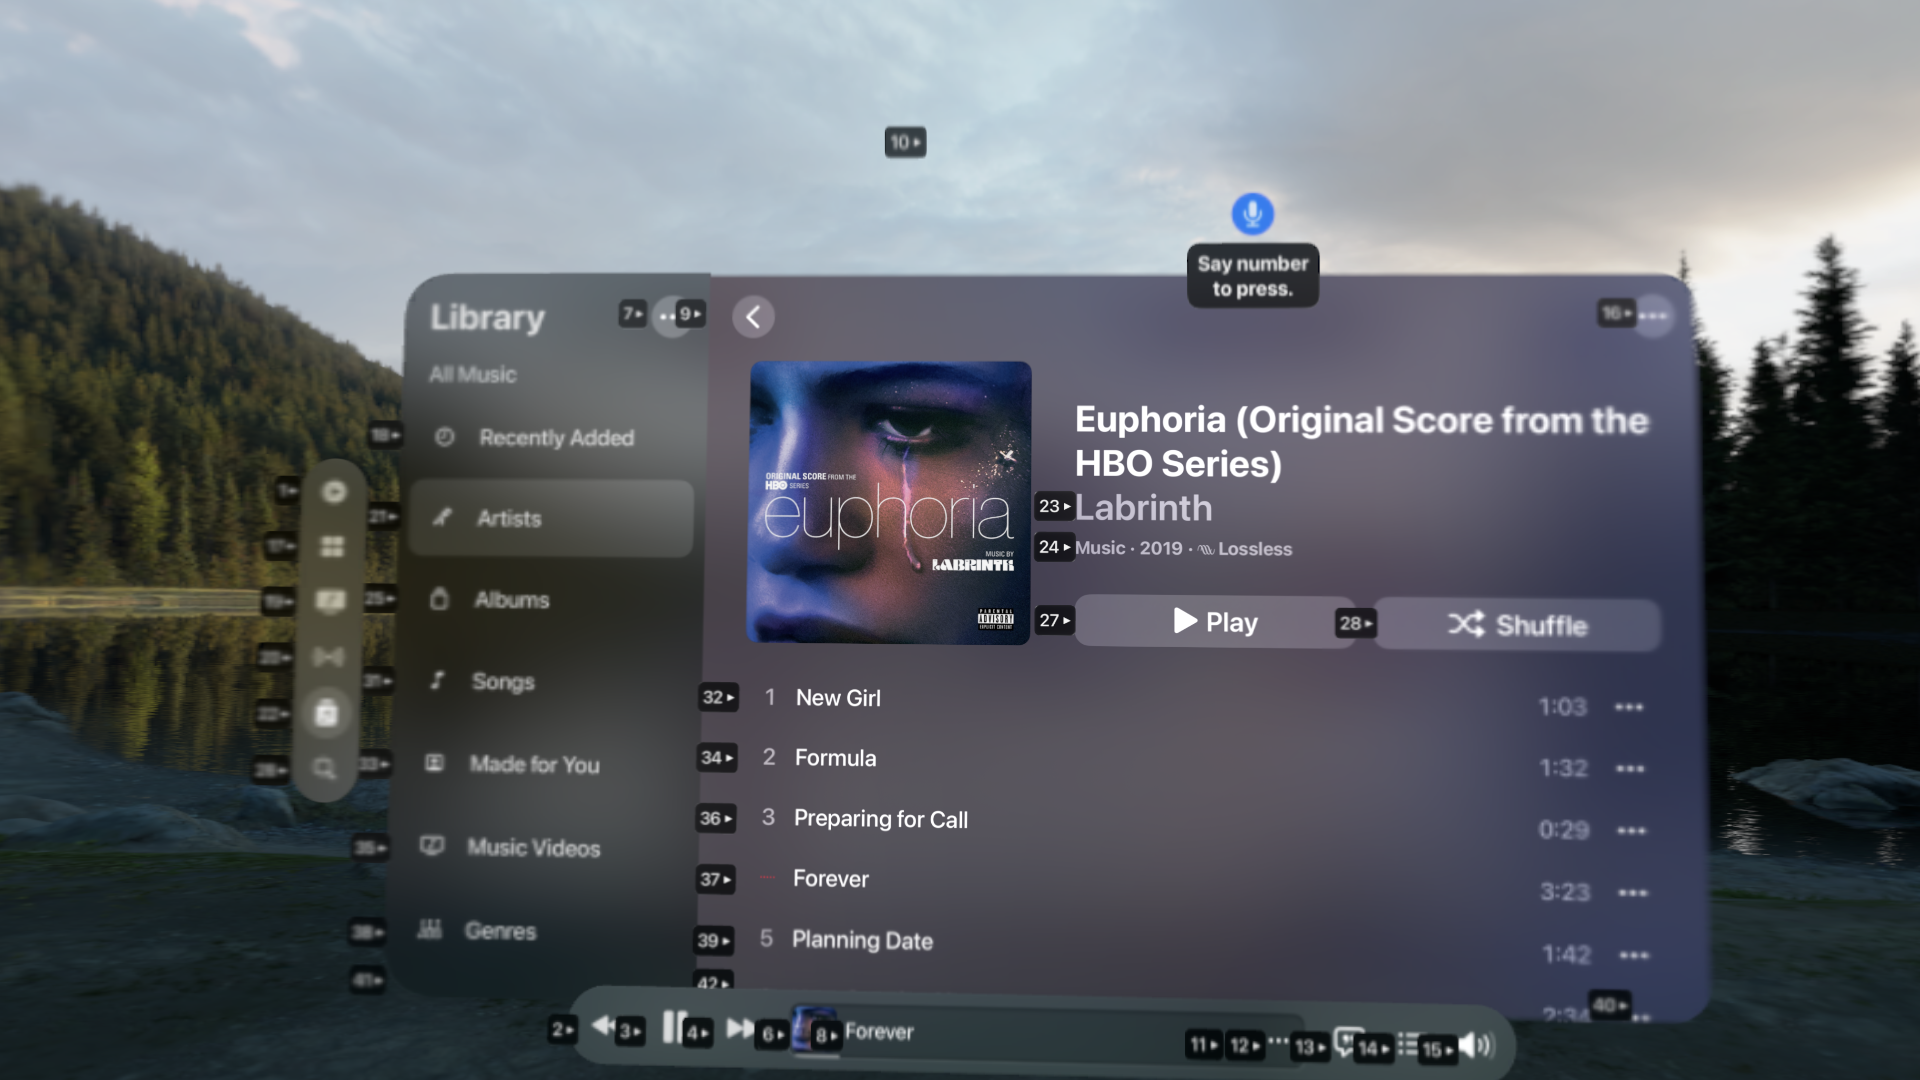 10
Say number
to press.
Library
7
9
16
All Music
18
Recently Added
Euphoria (Original Score from the
HBO Series)
ORIGINAL SCORE FROM THE
HBO SERIES
euphoria
MUSIC BY
LABRINTH
PARENTAL
ADVISORY
EXPLICIT CONTENT
1
21
Artists
23
Labrinth
17
24
Music · 2019 · Lossless
19
25
Albums
27
Play
28
Shuffle
20
31
Songs
32
1 New Girl
1:03
22
26
33
Made for You
34
2 Formula
1:32
35
Music Videos
36
3 Preparing for Call
0:29
37
Forever
3:23
38
Genres
39
5 Planning Date
1:42
41
42
2:34
40
2
3
4
6
8
Forever
11
12
13
14
15